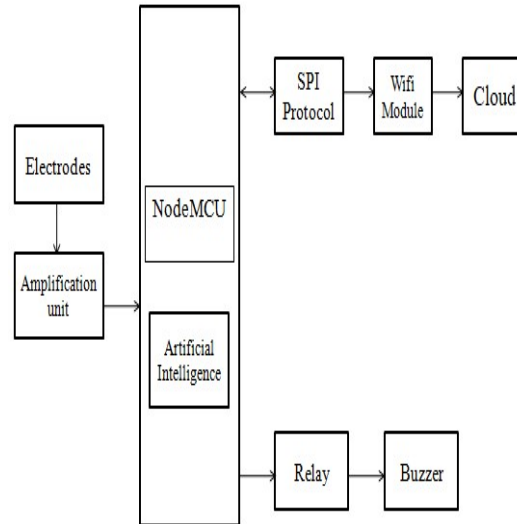 SPI
Protocol
Wifi
Module
Cloud
Electrodes
NodeMCU
Amplification
unit
Artificial
Intelligence
Relay
Buzzer